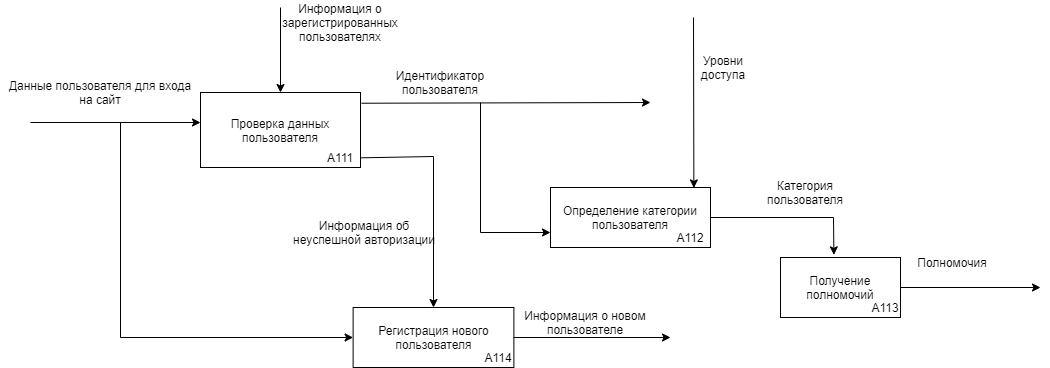 Информация о
зарегистрированных
пользователях
Данные пользователя для входа
на сайт
Проверка данных
пользователя
A111
Идентификатор
пользователя
Уровни
доступа
Определение категории
пользователя
A112
Категория
пользователя
Получение
полномочий
A113
Полномочия
Информация об
неуспешной авторизации
Регистрация нового
пользователя
A114
Информация о новом
пользователе